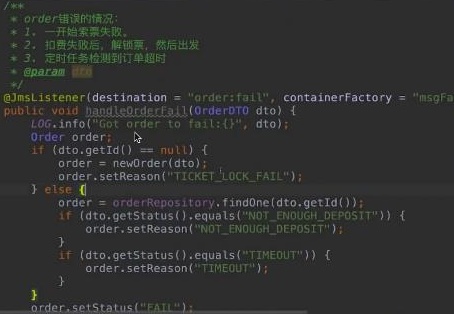 /**
* order错误的情况：
* 1. 一开始索票失败。
* 2. 扣费失败后，解锁票，然后出发
* 3. 定时任务检测到订单超时
* @param
*/
@JmsListener(destination = "order:fail", containerFactory = "msgFa
public void handleOrderFail(OrderDTO dto) {
LOG.info("Got order to fail:{}", dto);
Order order;
if (dto.getId() == null) {
order = newOrder(dto);
order.setReason("TICKET_LOCK_FAIL");
} else {
order = orderRepository.findOne(dto.getId());
if (dto.getStatus().equals("NOT_ENOUGH_DEPOSIT")) {
order.setReason("NOT_ENOUGH_DEPOSIT");
}
if (dto.getStatus().equals("TIMEOUT")) {
order.setReason("TIMEOUT");
}
}
order.setStatus("FAIL");